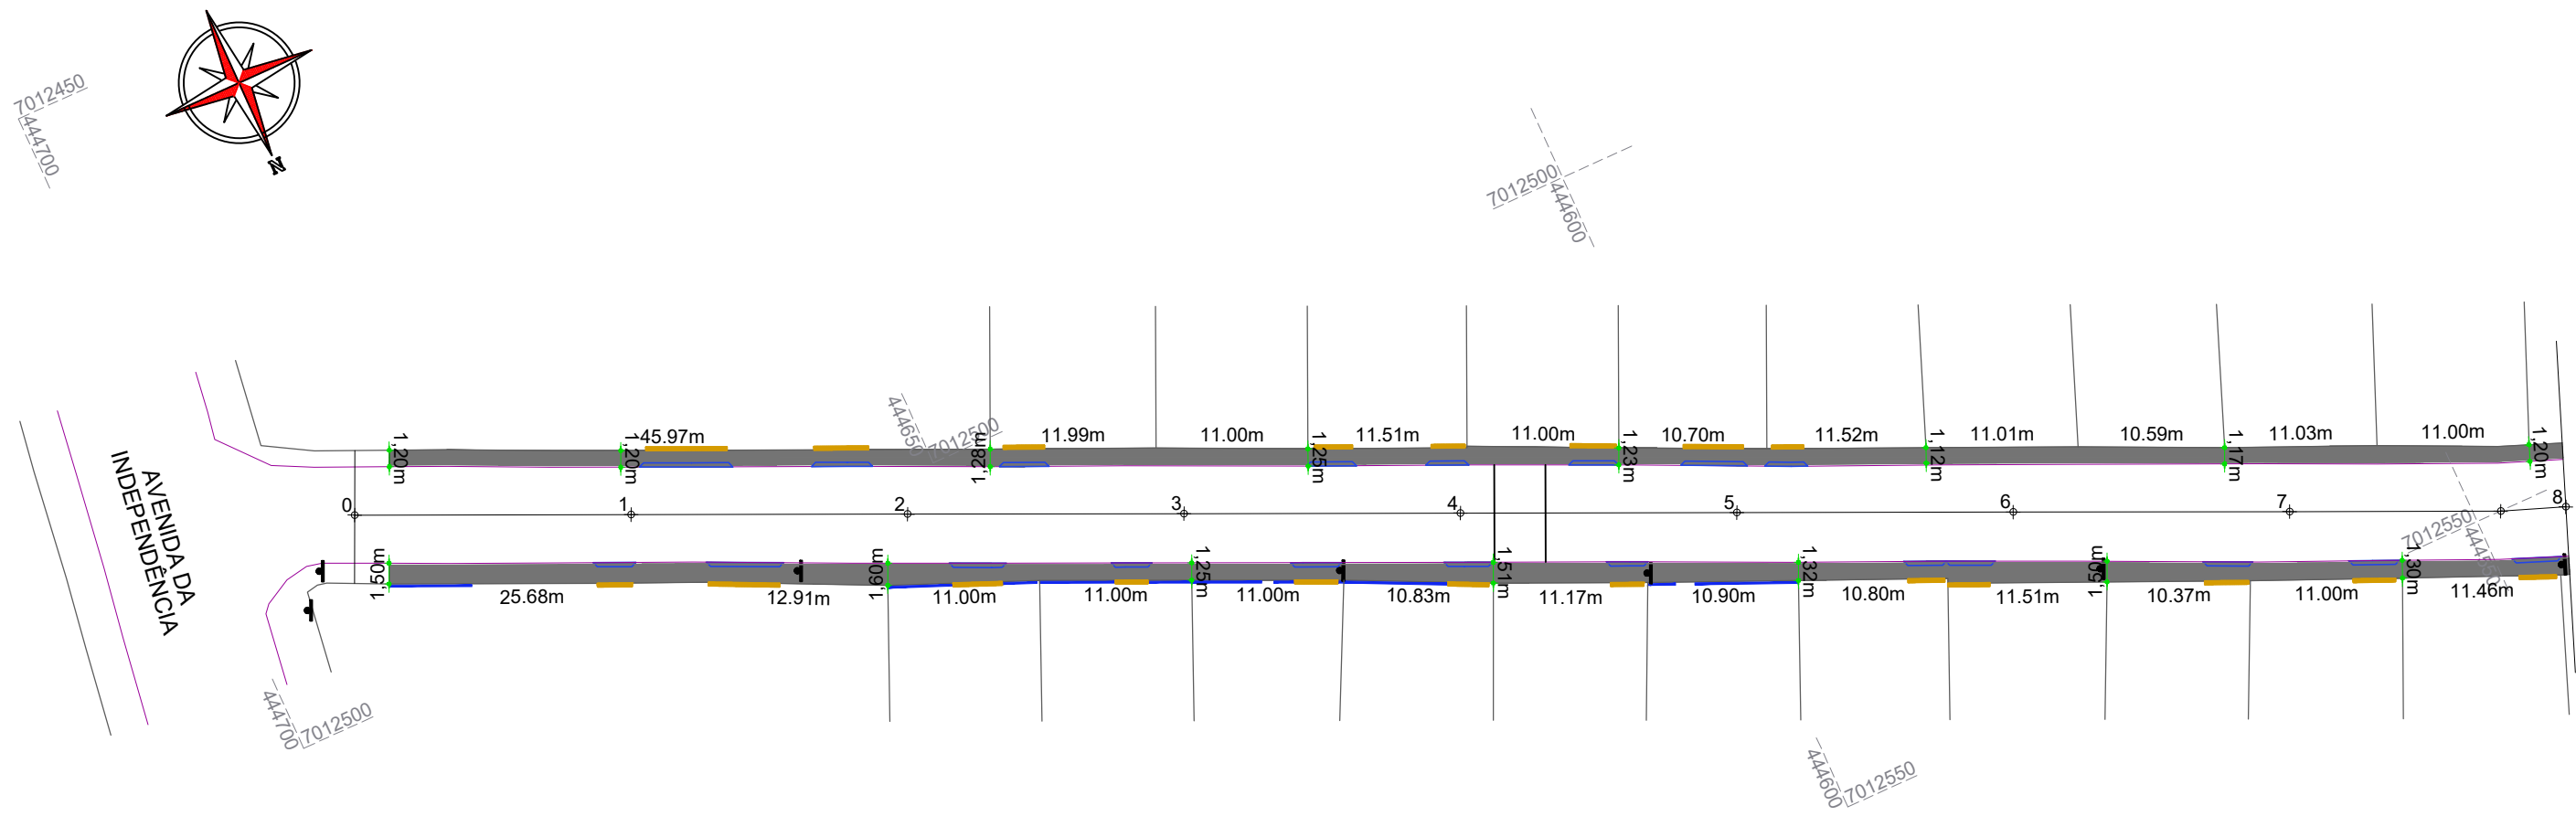 7012450
444700
N
7012500
444600
444650
7012500
1,20m
1,20m
45.97m
1,82m
11.99m
11.00m
1,25m
11.51m
11.00m
1,23m
10.70m
11.52m
1,12m
11.01m
10.59m
1,17m
11.03m
11.00m
1,20m
AVENIDA DA
INDEPENDÊNCIA
0
1
2
3
4
5
6
7
8
7012550
444550
1,50m
25.68m
12.91m
1,60m
11.00m
11.00m
1,25m
11.00m
10.83m
1,51m
11.17m
10.90m
1,32m
10.80m
11.51m
1,50m
10.37m
11.00m
1,30m
11.46m
444700
7012500
444600
7012550